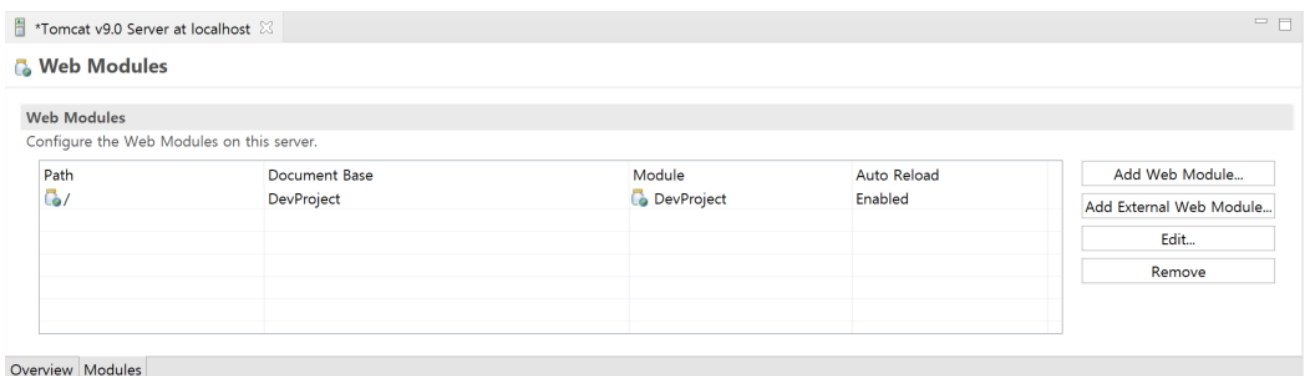 *Tomcat v9.0 Server at localhost
Web Modules
Web Modules
Configure the Web Modules on this server.
Path Document Base Module Auto Reload
/ DevProject DevProject Enabled
Add Web Module...
Add External Web Module...
Edit...
Remove
Overview Modules